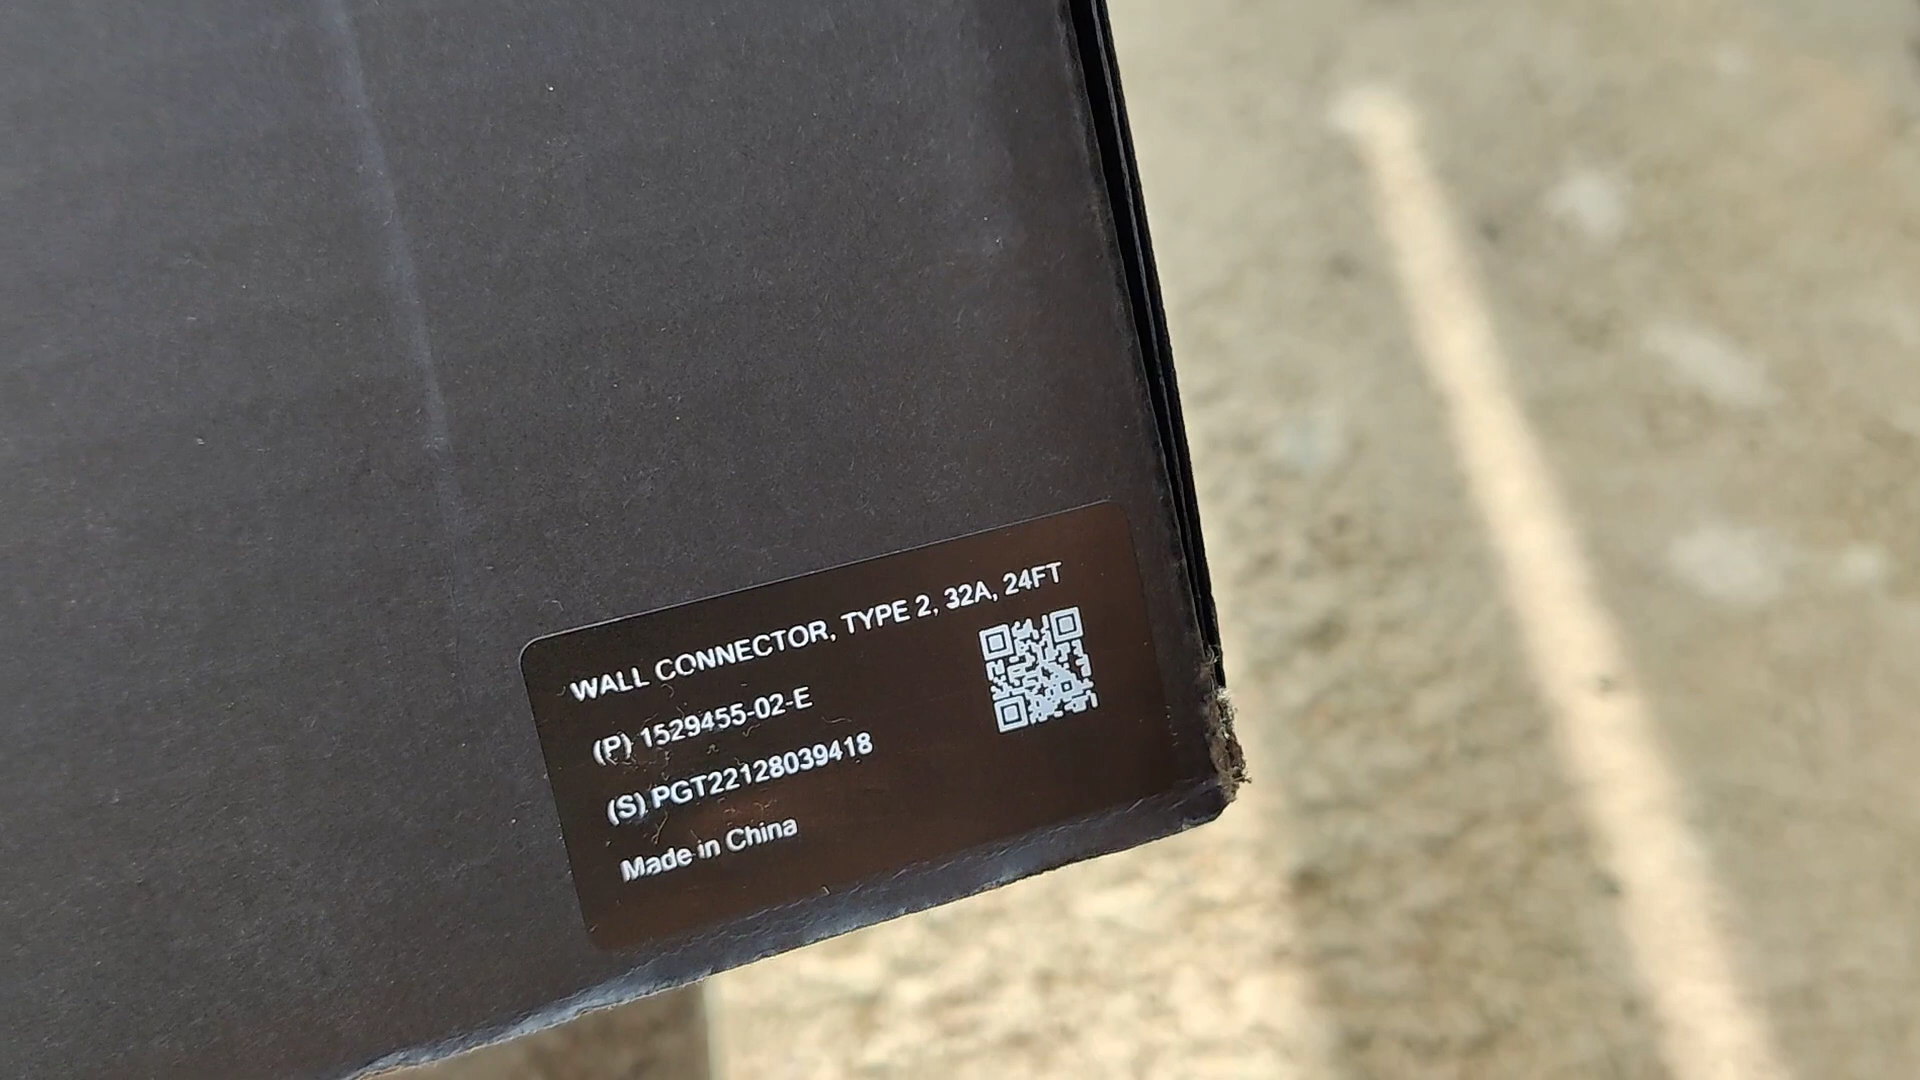 WALL CONNECTOR, TYPE 2, 32A, 24FT
(P) 1529455-02-E
(S) PGT22128039418
Made in China